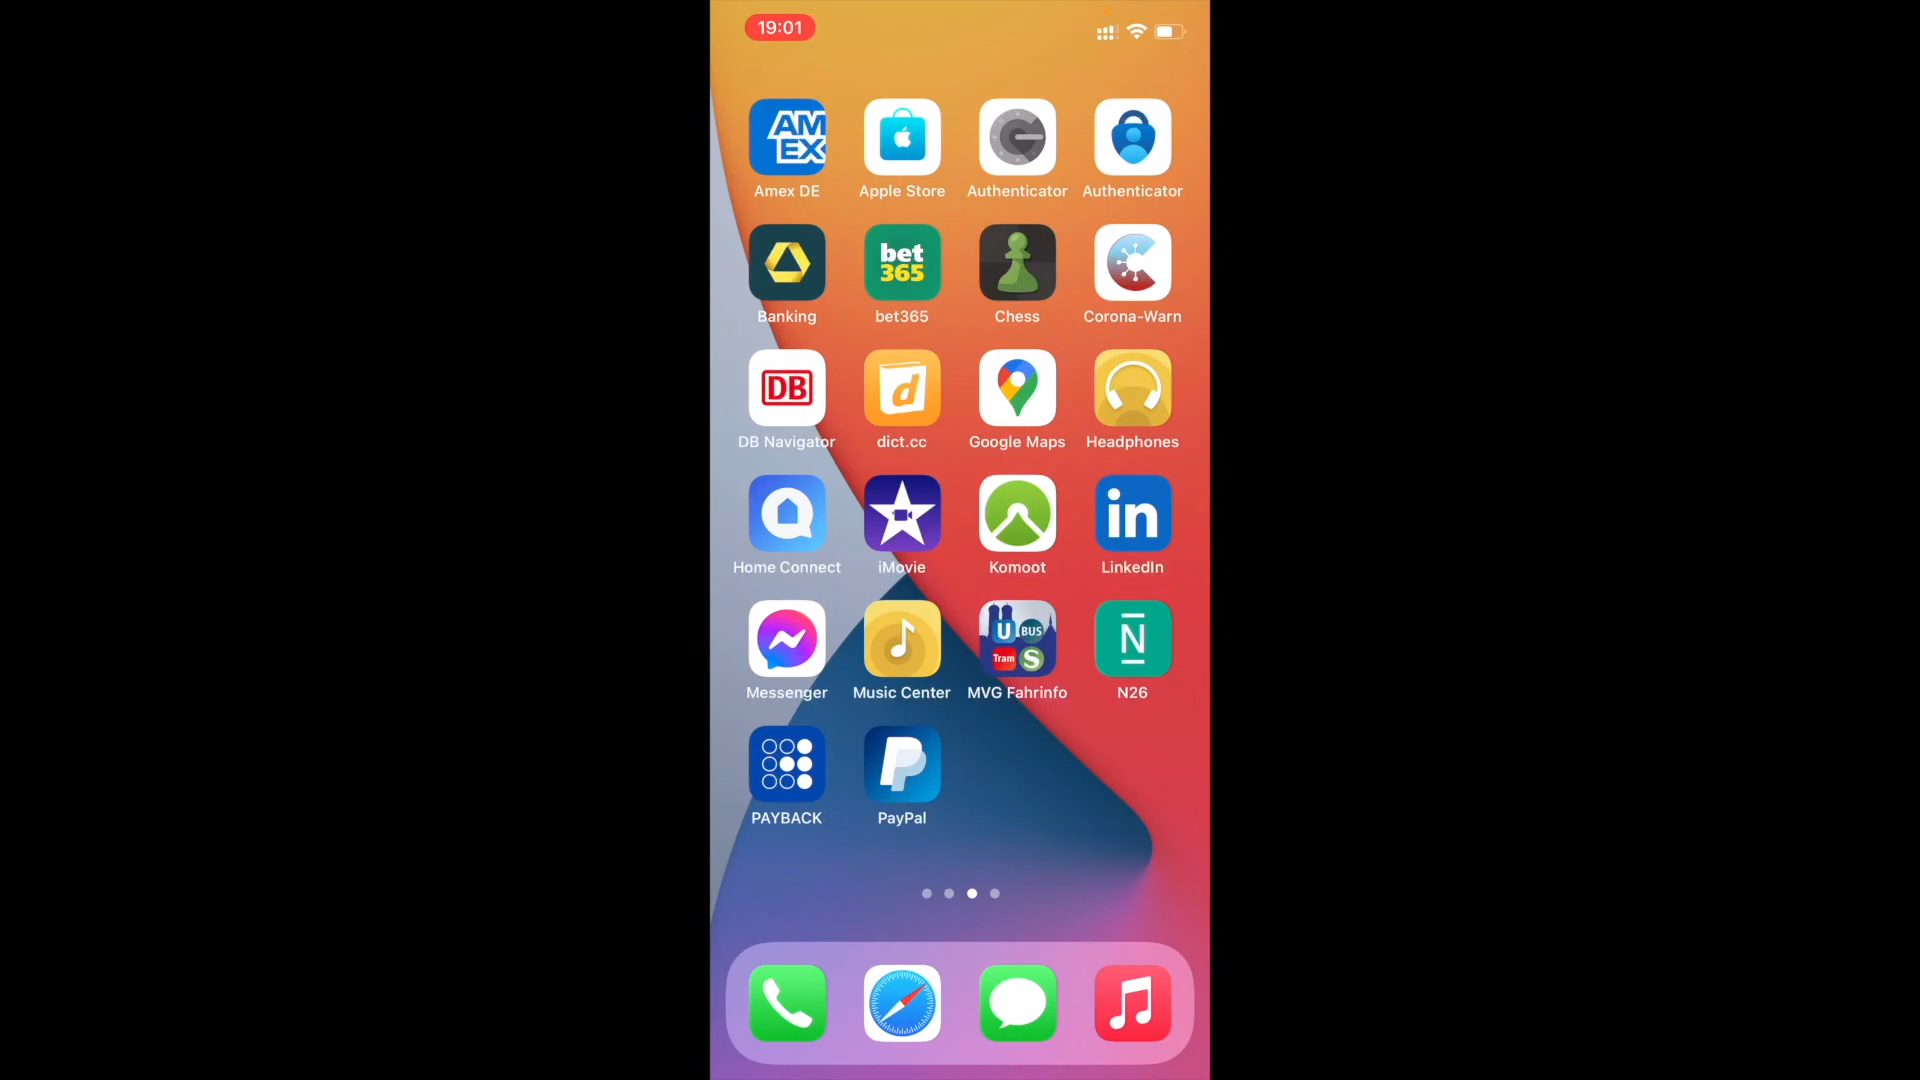 19:01
AM
EX
Amex DE
Apple Store
Authenticator
Authenticator
bet
365
Banking
bet365
Chess
Corona-Warn
DB
d
DB Navigator
dict.cc
Google Maps
Headphones
in
Home Connect
iMovie
Komoot
LinkedIn
U BUS
Tram S
N
Messenger
Music Center
MVG Fahrinfo
N26
P
PAYBACK
PayPal